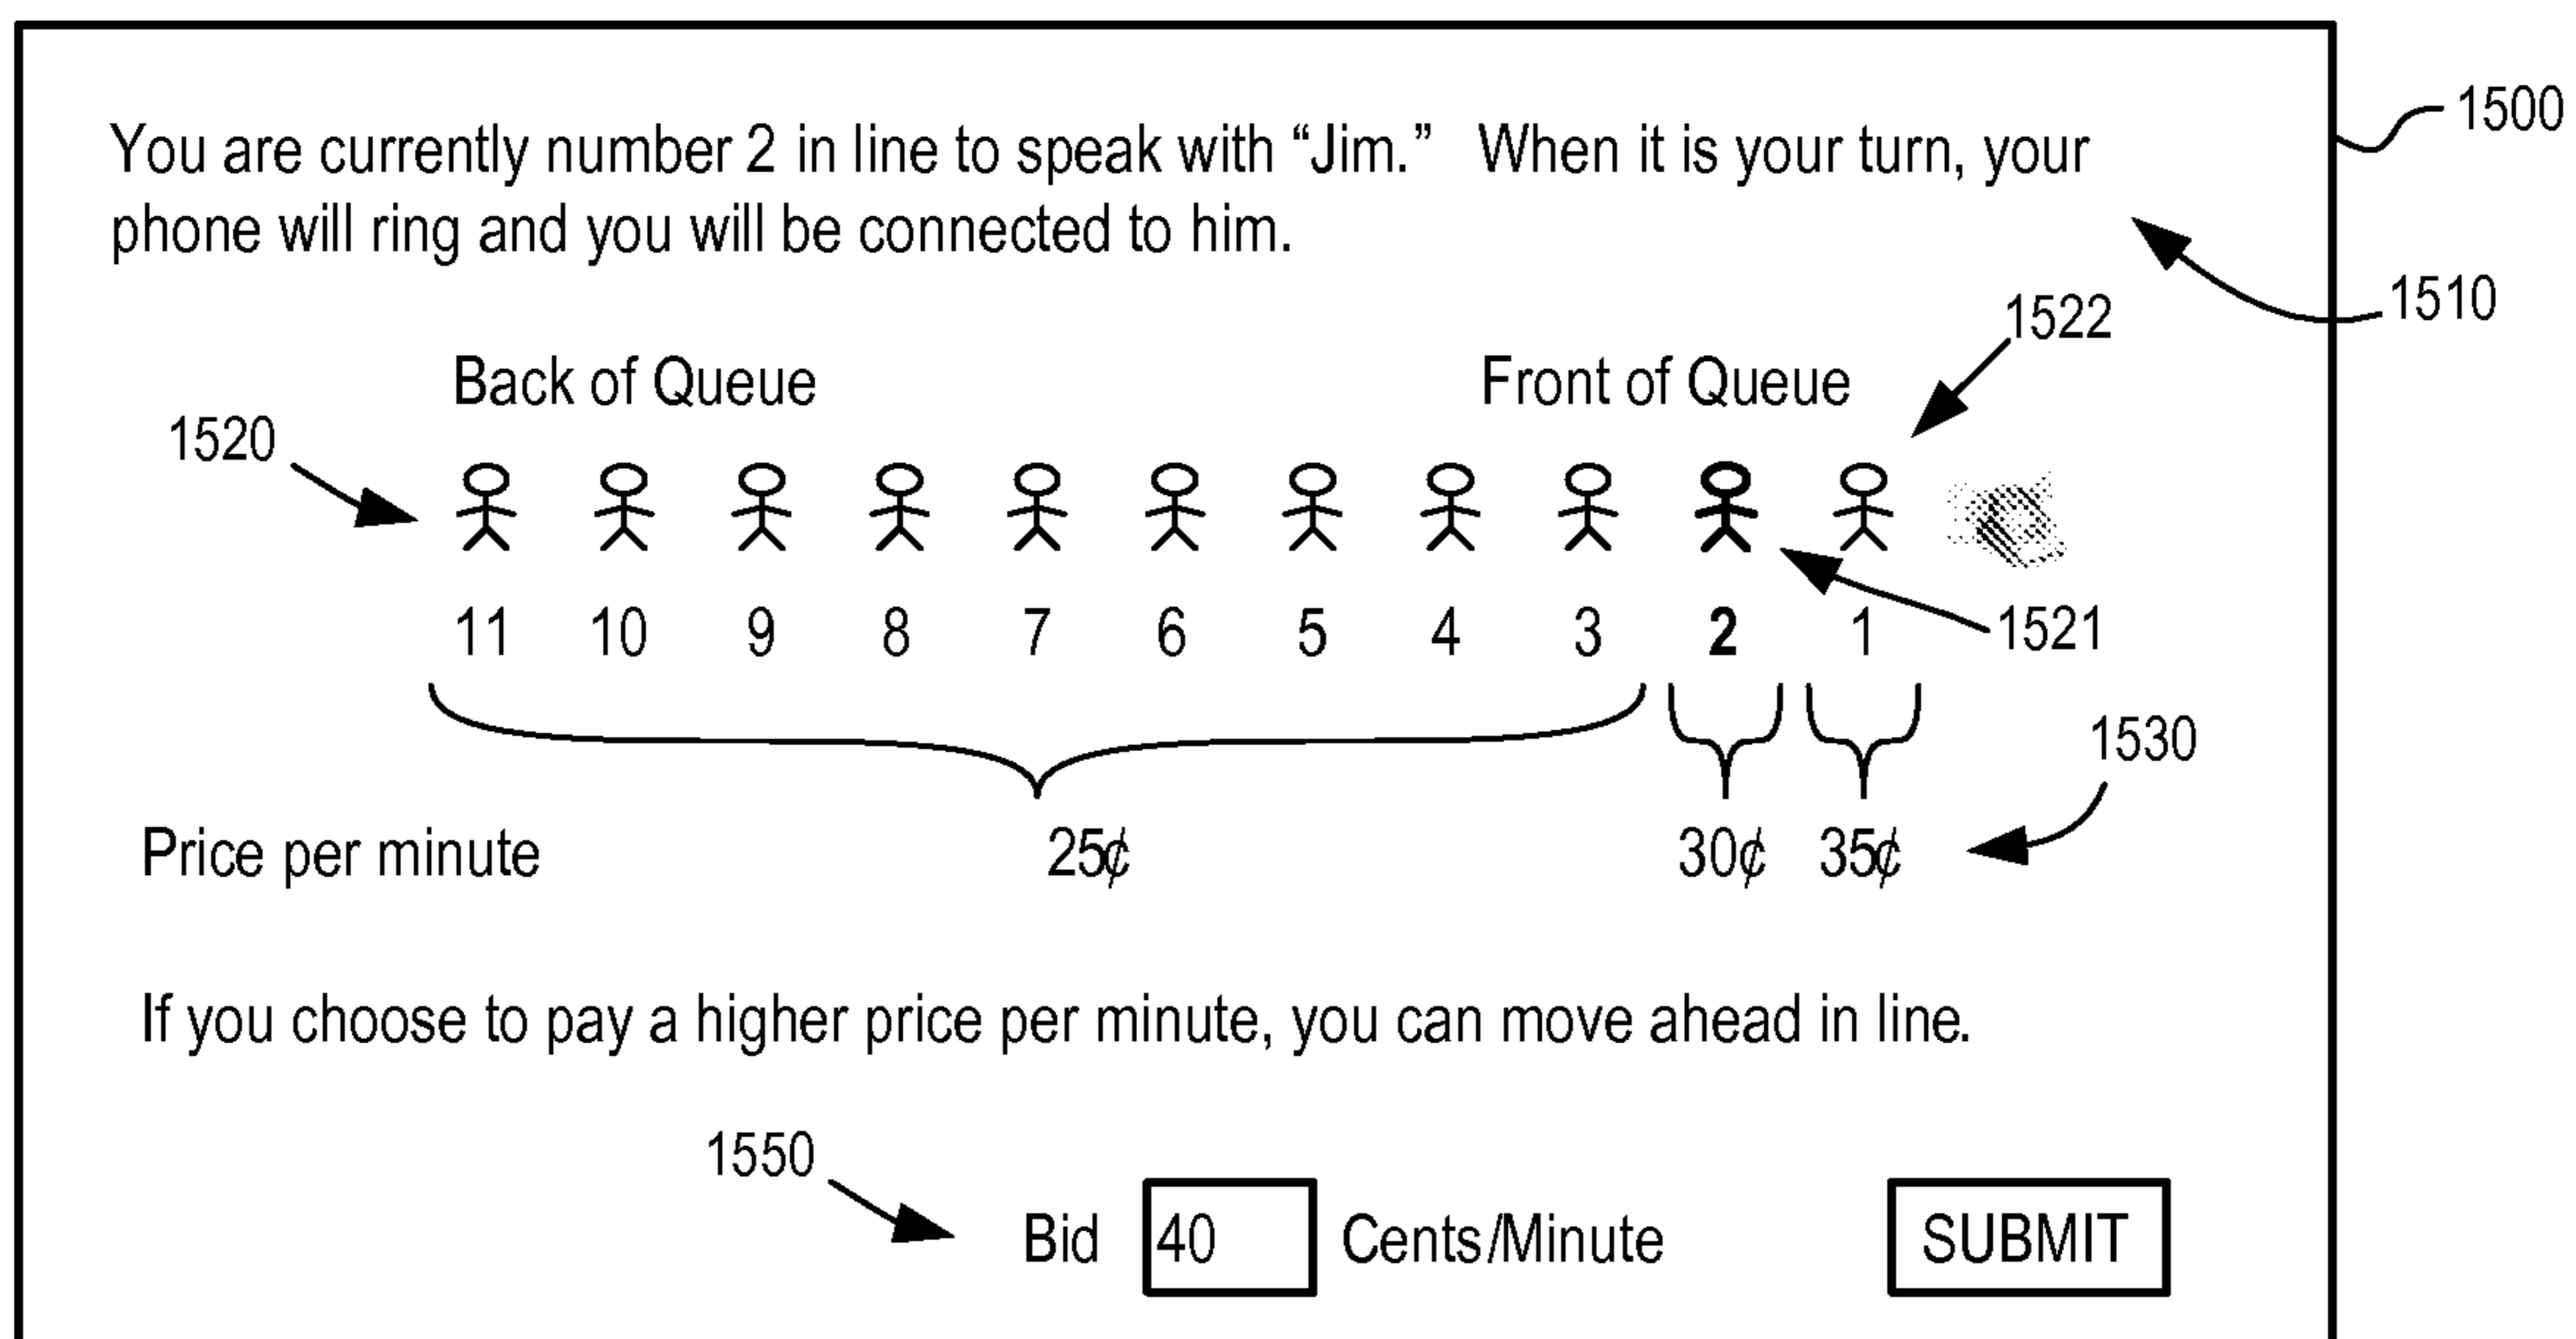 1500
You are currently number 2 in line to speak with “Jim.” When it is your turn, your
phone will ring and you will be connected to him.
1510
1522
Back of Queue Front of Queue
1520
11 10 9 8 7 6 5 4 3 2 1
1521
1530
Price per minute 25¢ 30¢ 35¢
If you choose to pay a higher price per minute, you can move ahead in line.
1550
Bid 40 Cents/Minute SUBMIT